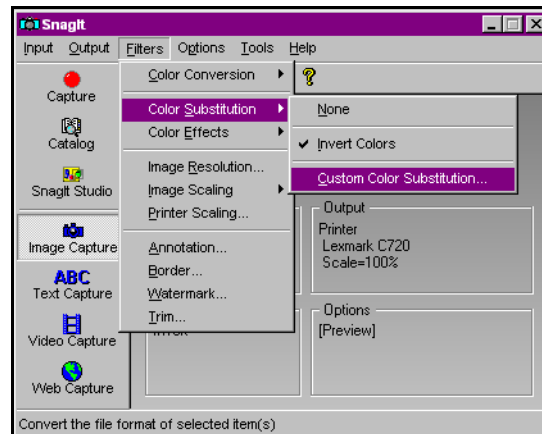 SnagIt
Input Output Filters Options Tools Help
Capture
Catalog
SnagIt Studio
Image Capture
ABC
Text Capture
Video Capture
Web Capture
Color Conversion
Color Substitution
Color Effects
Image Resolution...
Image Scaling
Printer Scaling...
Annotation...
Border...
Watermark...
Trim...
None
Invert Colors
Custom Color Substitution...
Output
Printer
Lexmark C720
Scale=100%
Options
[Preview]
Convert the file format of selected item(s)